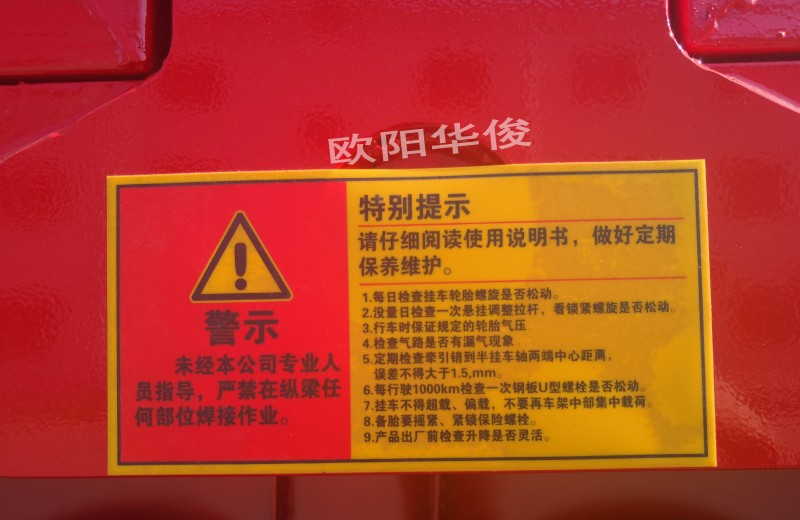 欧阳华俊
警示
未经本公司专业人
员指导，严禁在纵梁任
何部位焊接作业。
特别提示
请仔细阅读使用说明书，做好定期
保养维护。
1.每日检查挂车轮胎螺旋是否松动。
2.没量日检查一次悬挂调整拉杆，看锁紧螺旋是否松动。
3.行车时保证规定的轮胎气压
4.检查气路是否有漏气现象
5.定期检查牵引销到半挂车轴两端中心距离，
误差不得大于1.5,mm。
6.每行驶1000km检查一次钢板U型螺栓是否松动。
7.挂车不得超载、偏载，不要再车架中部集中载荷。
8.备胎要摇紧、紧锁保险螺栓。
9.产品出厂前检查升降是否灵活。